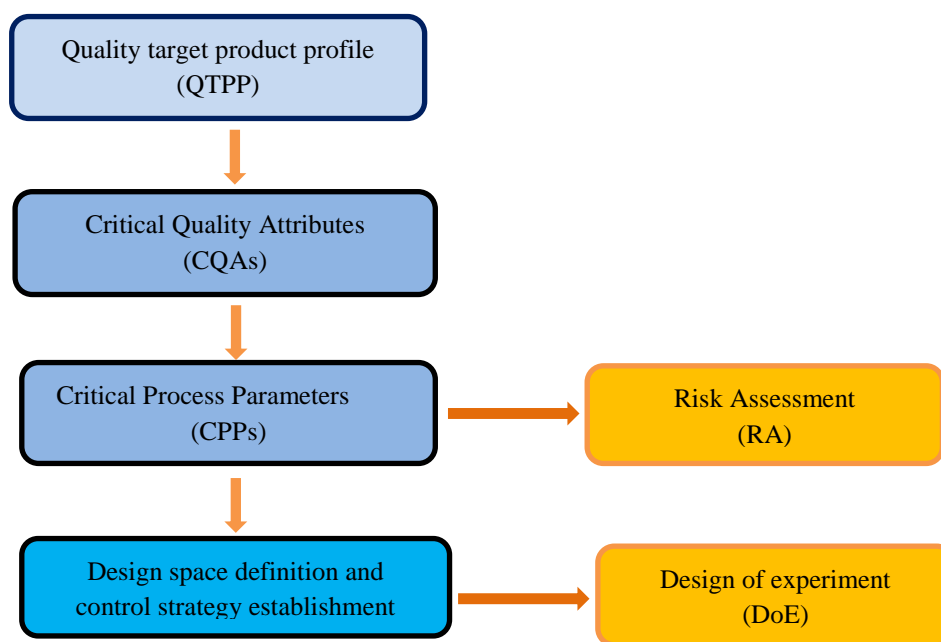 Quality target product profile
(QTPP)
Critical Quality Attributes
(CQAs)
Critical Process Parameters
(CPPs)
Risk Assessment
(RA)
Design space definition and
control strategy establishment
Design of experiment
(DoE)